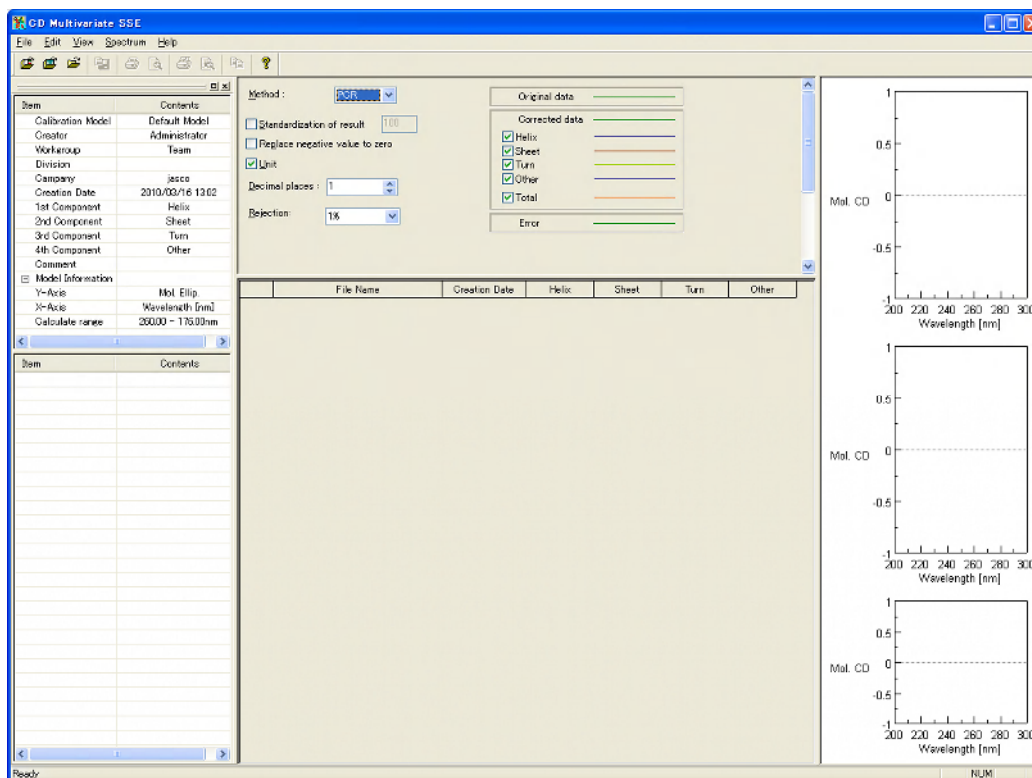 CD Multivariate SSE
File Edit View Spectrum Help
Item Contents
Calibration Model Default Model
Creator Administrator
Workgroup Team
Division
Company jasco
Creation Date 2010/03/16 13:02
1st Component Helix
2nd Component Sheet
3rd Component Turn
4th Component Other
Comment
Model Information
Y-Axis Mol. Ellip.
X-Axis Wavelength [nm]
Calculate range 260.00 - 176.00nm
Item Contents
Method : PCR
Standardization of result 1.00
Replace negative value to zero
Unit
Decimal places : 1
Rejection: 1%
Original data
Corrected data
Helix
Sheet
Turn
Other
Total
Error
File Name Creation Date Helix Sheet Turn Other
1
0.5
Mol. CD 0
-0.5
-1
200 220 240 260 280 300
Wavelength [nm]
1
0.5
Mol. CD 0
-0.5
-1
200 220 240 260 280 300
Wavelength [nm]
1
0.5
Mol. CD 0
-0.5
-1
200 220 240 260 280 300
Wavelength [nm]
Ready NUM